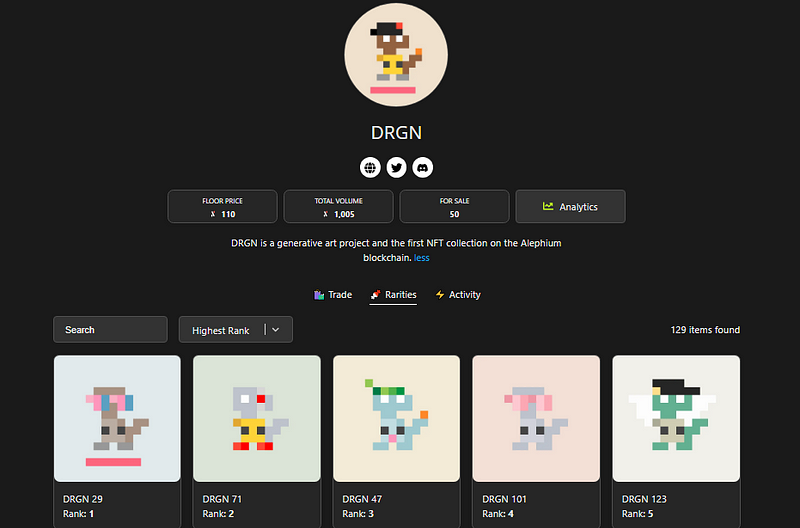 DRGN
FLOOR PRICE
110
TOTAL VOLUME
1,005
FOR SALE
50
Analytics
DRGN is a generative art project and the first NFT collection on the Alephium
blockchain. less
Trade
Rarities
Activity
Search
Highest Rank
129 items found
DRGN 29
Rank: 1
DRGN 71
Rank: 2
DRGN 47
Rank: 3
DRGN 101
Rank: 4
DRGN 123
Rank: 5